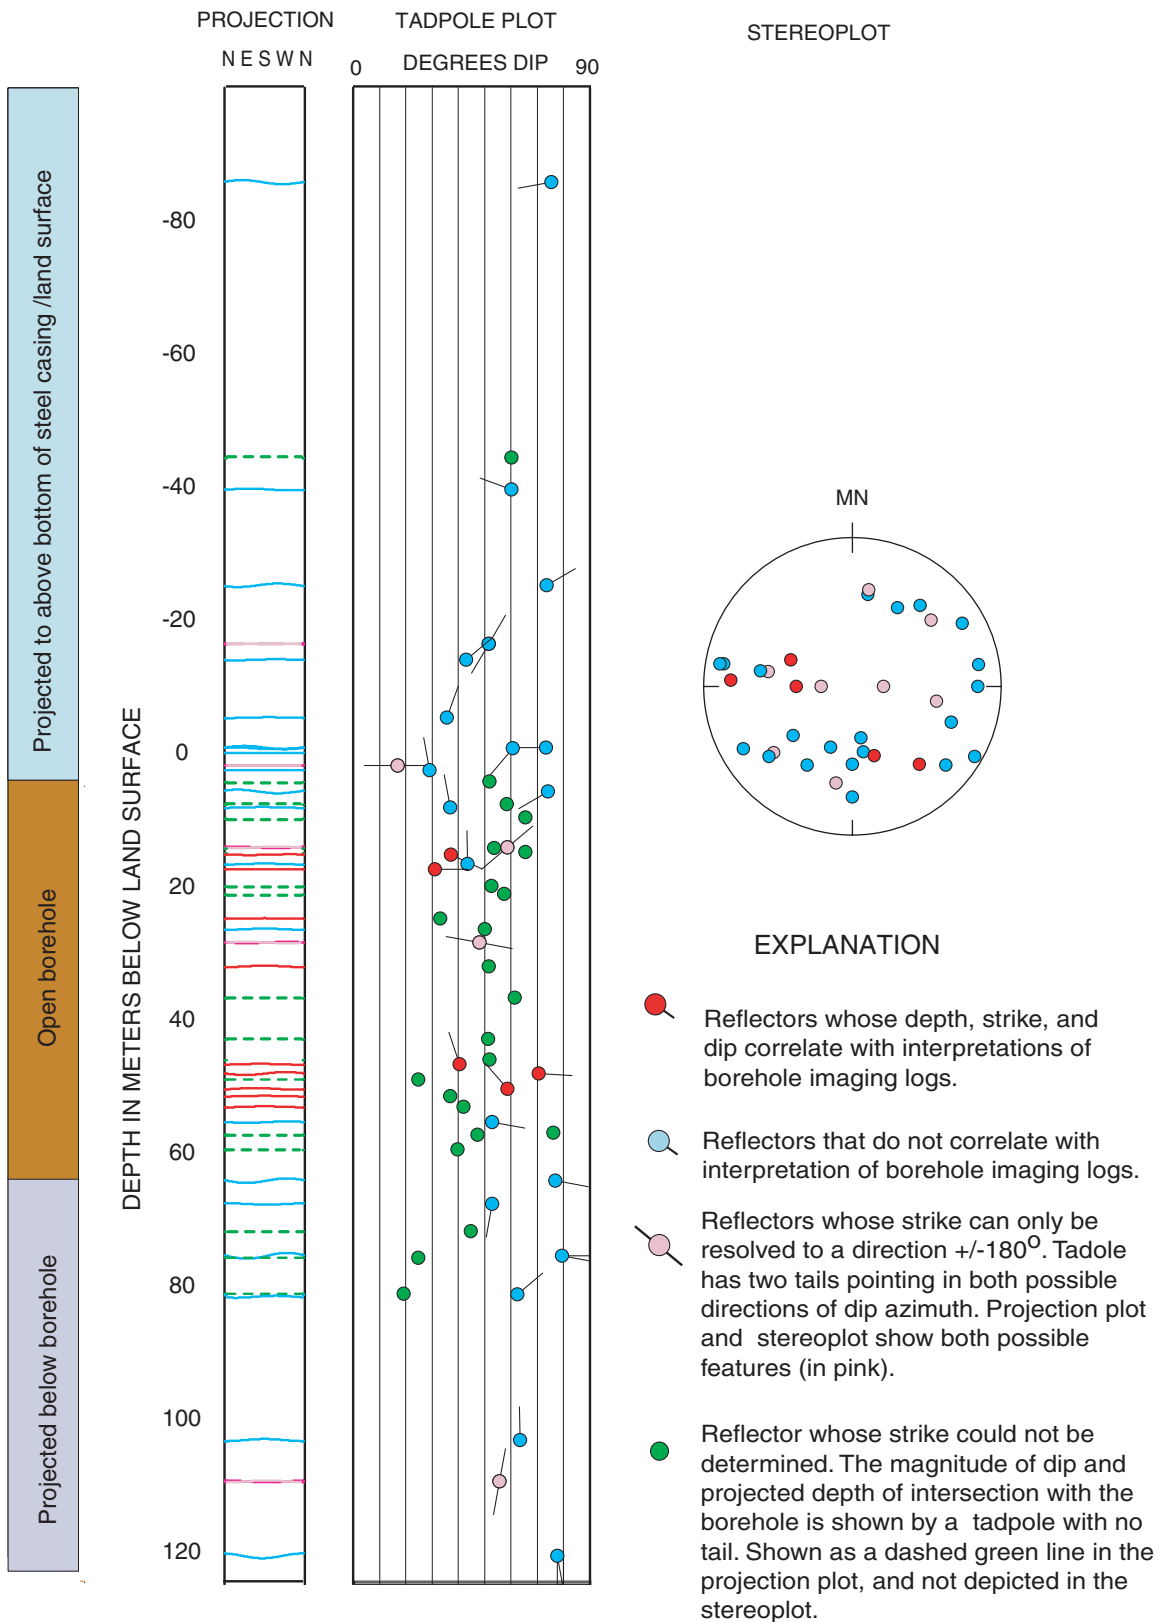 PROJECTION
TADPOLE PLOT
STEREOPLOT
N E S W N
0
DEGREES DIP
90
Projected to above bottom of steel casing /land surface
Open borehole
Projected below borehole
DEPTH IN METERS BELOW LAND SURFACE
-80
-60
-40
-20
0
20
40
60
80
100
120
MN
EXPLANATION
Reflectors whose depth, strike, and
dip correlate with interpretations of
borehole imaging logs.
Reflectors that do not correlate with
interpretation of borehole imaging logs.
Reflectors whose strike can only be
resolved to a direction +/-180º. Tadole
has two tails pointing in both possible
directions of dip azimuth. Projection plot
and stereoplot show both possible
features (in pink).
Reflector whose strike could not be
determined. The magnitude of dip and
projected depth of intersection with the
borehole is shown by a tadpole with no
tail. Shown as a dashed green line in the
projection plot, and not depicted in the
stereoplot.